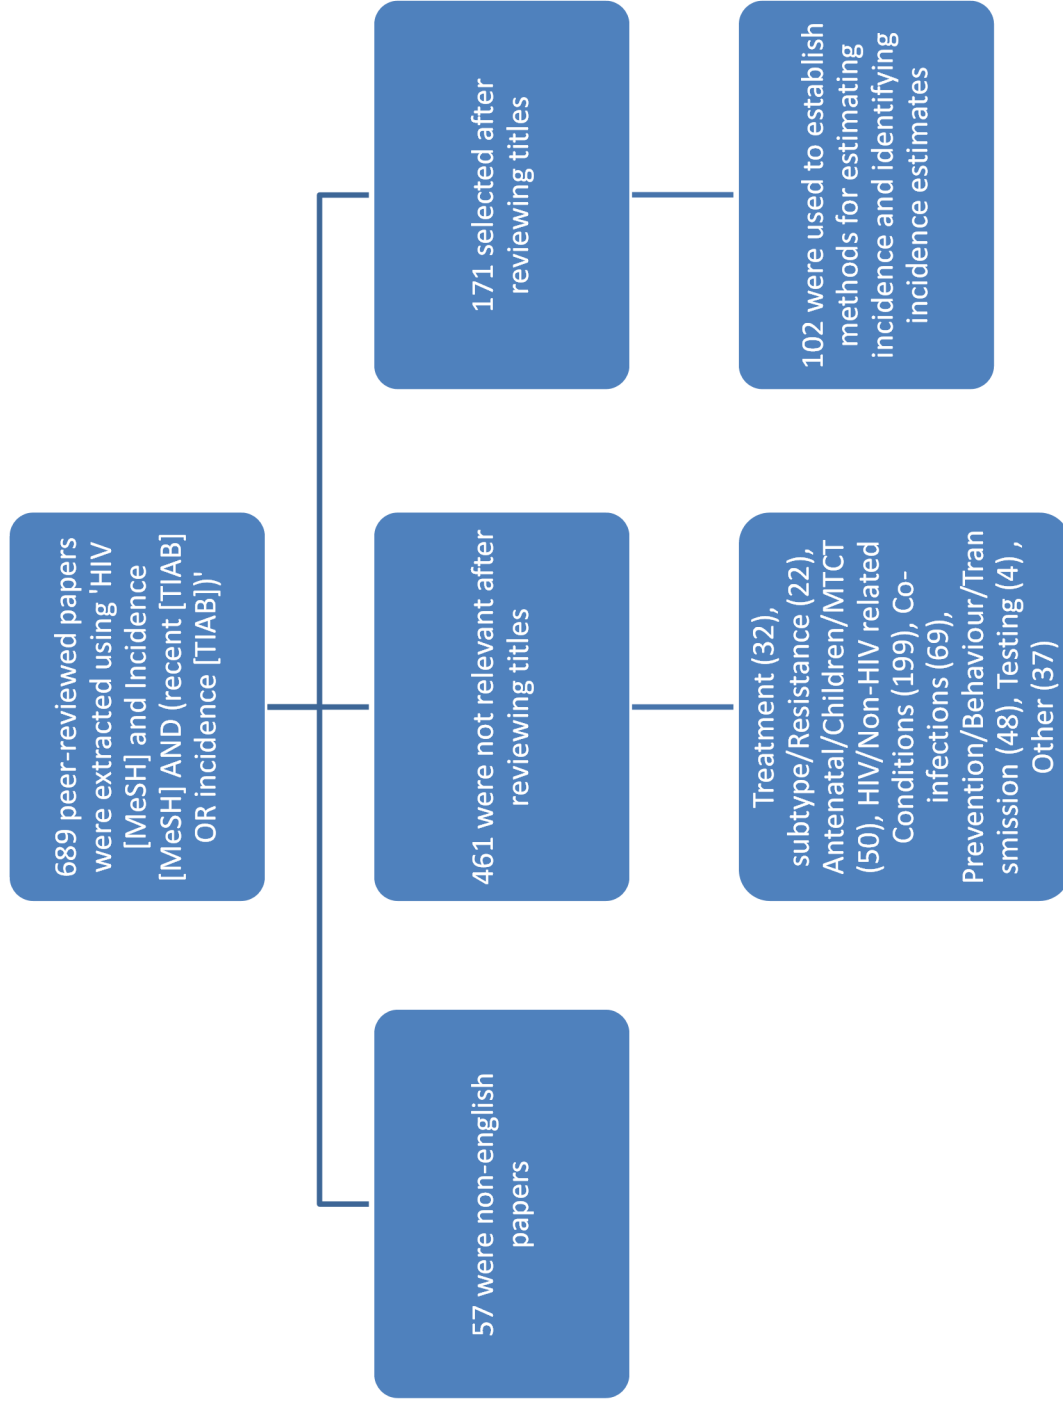 689 peer-reviewed papers
were extracted using 'HIV
[MeSH] and Incidence
[MeSH] AND (recent [TIAB]
OR incidence [TIAB])'
57 were non-english
papers
461 were not relevant after
reviewing titles
171 selected after
reviewing titles
Treatment (32),
subtype/Resistance (22),
Antenatal/Children/MTCT
(50), HIV/Non-HIV related
Conditions (199), Co-
infections (69),
Prevention/Behaviour/Tran
smission (48), Testing (4) ,
Other (37)
102 were used to establish
methods for estimating
incidence and identifying
incidence estimates